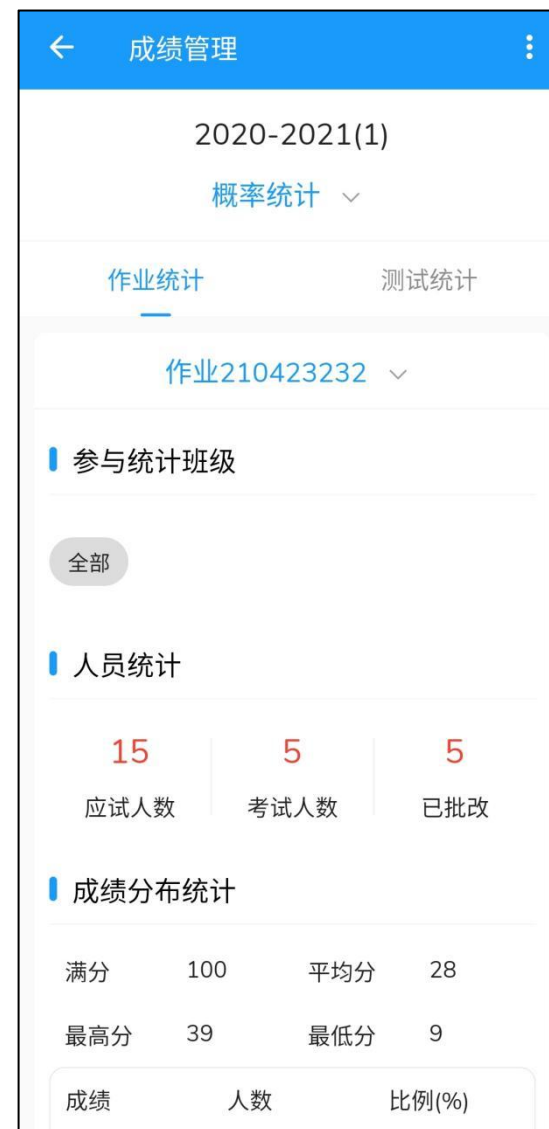 成绩管理
2020-2021(1)
概率统计
作业统计 测试统计
作业210423232
参与统计班级
全部
人员统计
15 5 5
应试人数 考试人数 已批改
成绩分布统计
满分 100 平均分 28
最高分 39 最低分 9
成绩 人数 比例(%)